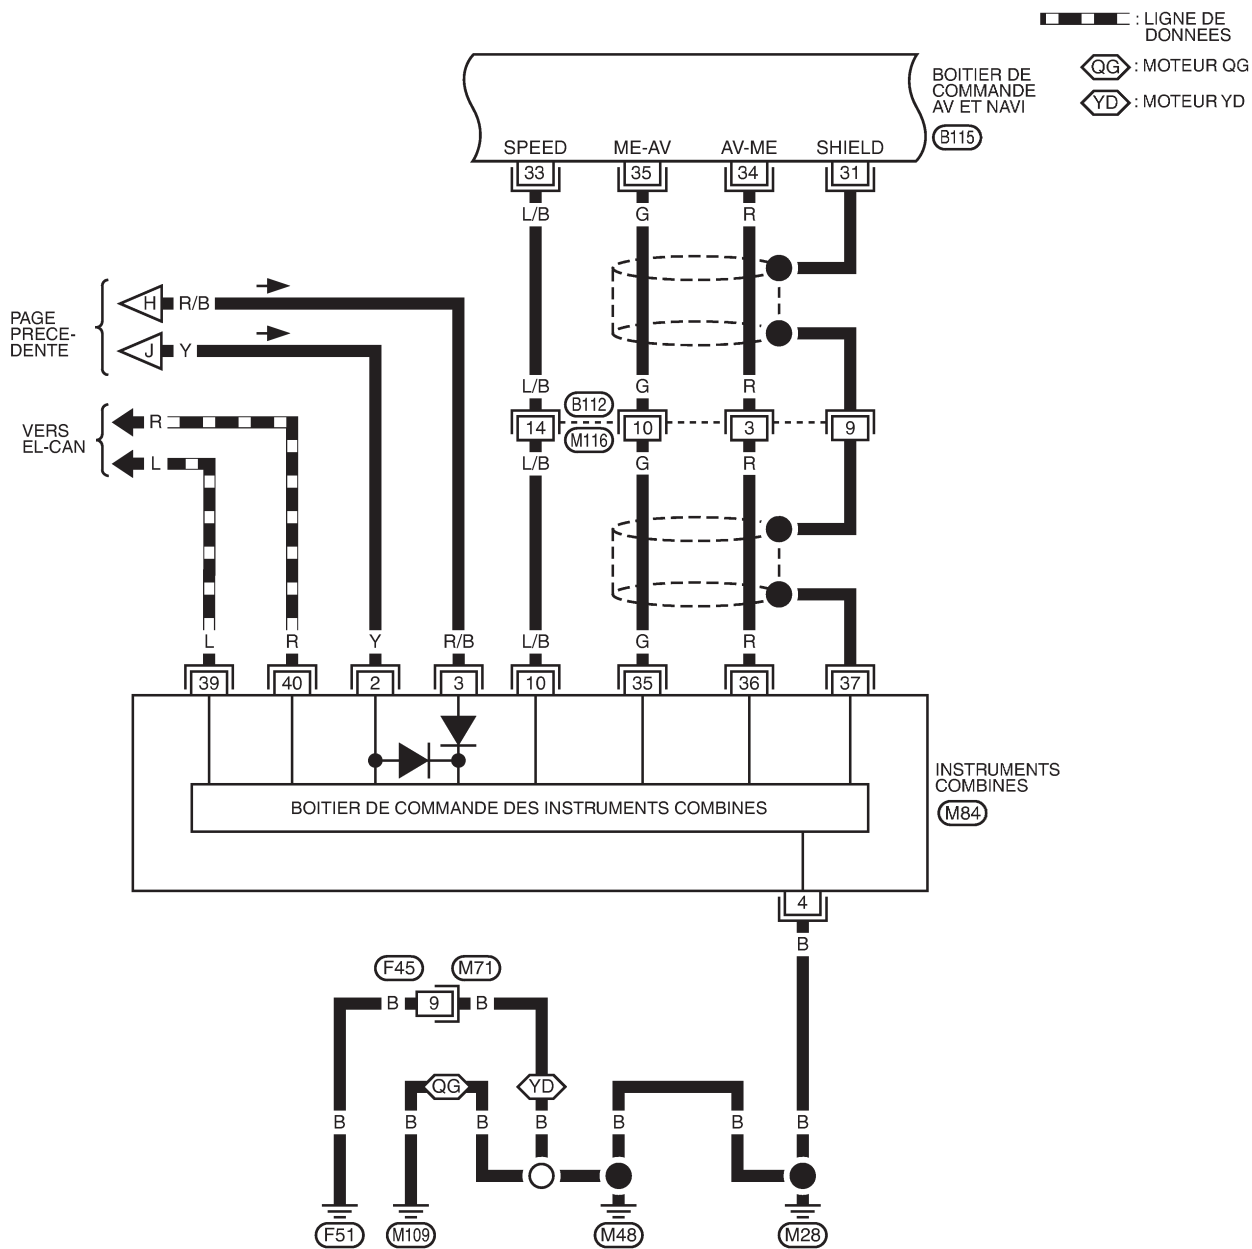 : LIGNE DE
DONNEES
QG : MOTEUR QG
YD : MOTEUR YD
BOITIER DE
COMMANDE
AV ET NAVI
B115
SPEED ME-AV AV-ME SHIELD
33 35 34 31
L/B G R
PAGE
PRECE-
DENTE
H R/B
J Y
L/B G R
B112
14 10 3 9
M116
VERS
EL-CAN
R
L
L/B G R
L R Y R/B L/B G R
39 40 2 3 10 35 36 37
INSTRUMENTS
COMBINES
M84
BOITIER DE COMMANDE DES INSTRUMENTS COMBINES
4
B
F45 M71
B 9 B
QG YD
B B B B B B B
F51 M109 M48 M28